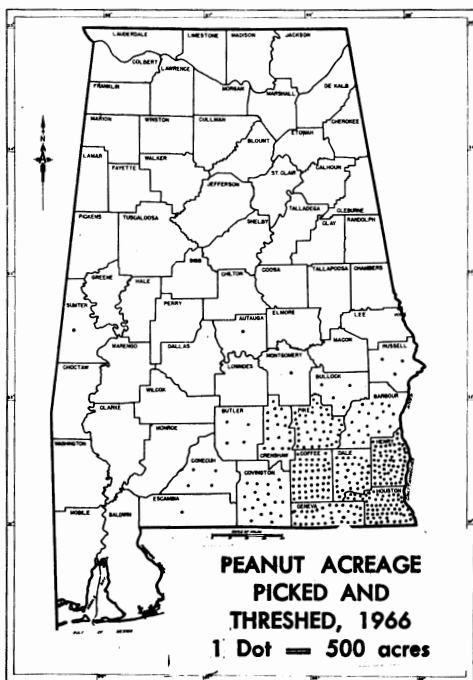 LAUDERDALE
LIMESTONE
MADISON
JACKSON
COLBERT
LAWRENCE
FRANKLIN
MORGAN
MARSHALL
DE KALB
MARION
WINSTON
CULLMAN
BLOUNT
ETOWAH
CHEROKEE
LAMAR
FAYETTE
WALKER
JEFFERSON
ST. CLAIR
CALHOUN
CLEBURNE
PICKENS
TUSCALOOSA
SHELBY
TALLADEGA
CLAY
RANDOLPH
BIBB
GREENE
HALE
CHILTON
COOSA
TALLAPOOSA
CHAMBERS
SUMTER
PERRY
AUTAUGA
ELMORE
LEE
MARENGO
DALLAS
MACON
RUSSELL
CHOCTAW
LOWNDES
MONTGOMERY
BULLOCK
WILCOX
BARBOUR
CLARKE
MONROE
BUTLER
PIKE
CRENSHAW
WASHINGTON
CONECUH
COFFEE
DALE
HENRY
COVINGTON
ESCAMBIA
GENEVA
HOUSTON
MOBILE
BALDWIN
GULF OF MEXICO
PEANUT ACREAGE
PICKED AND
THRESHED, 1966
1 Dot = 500 acres